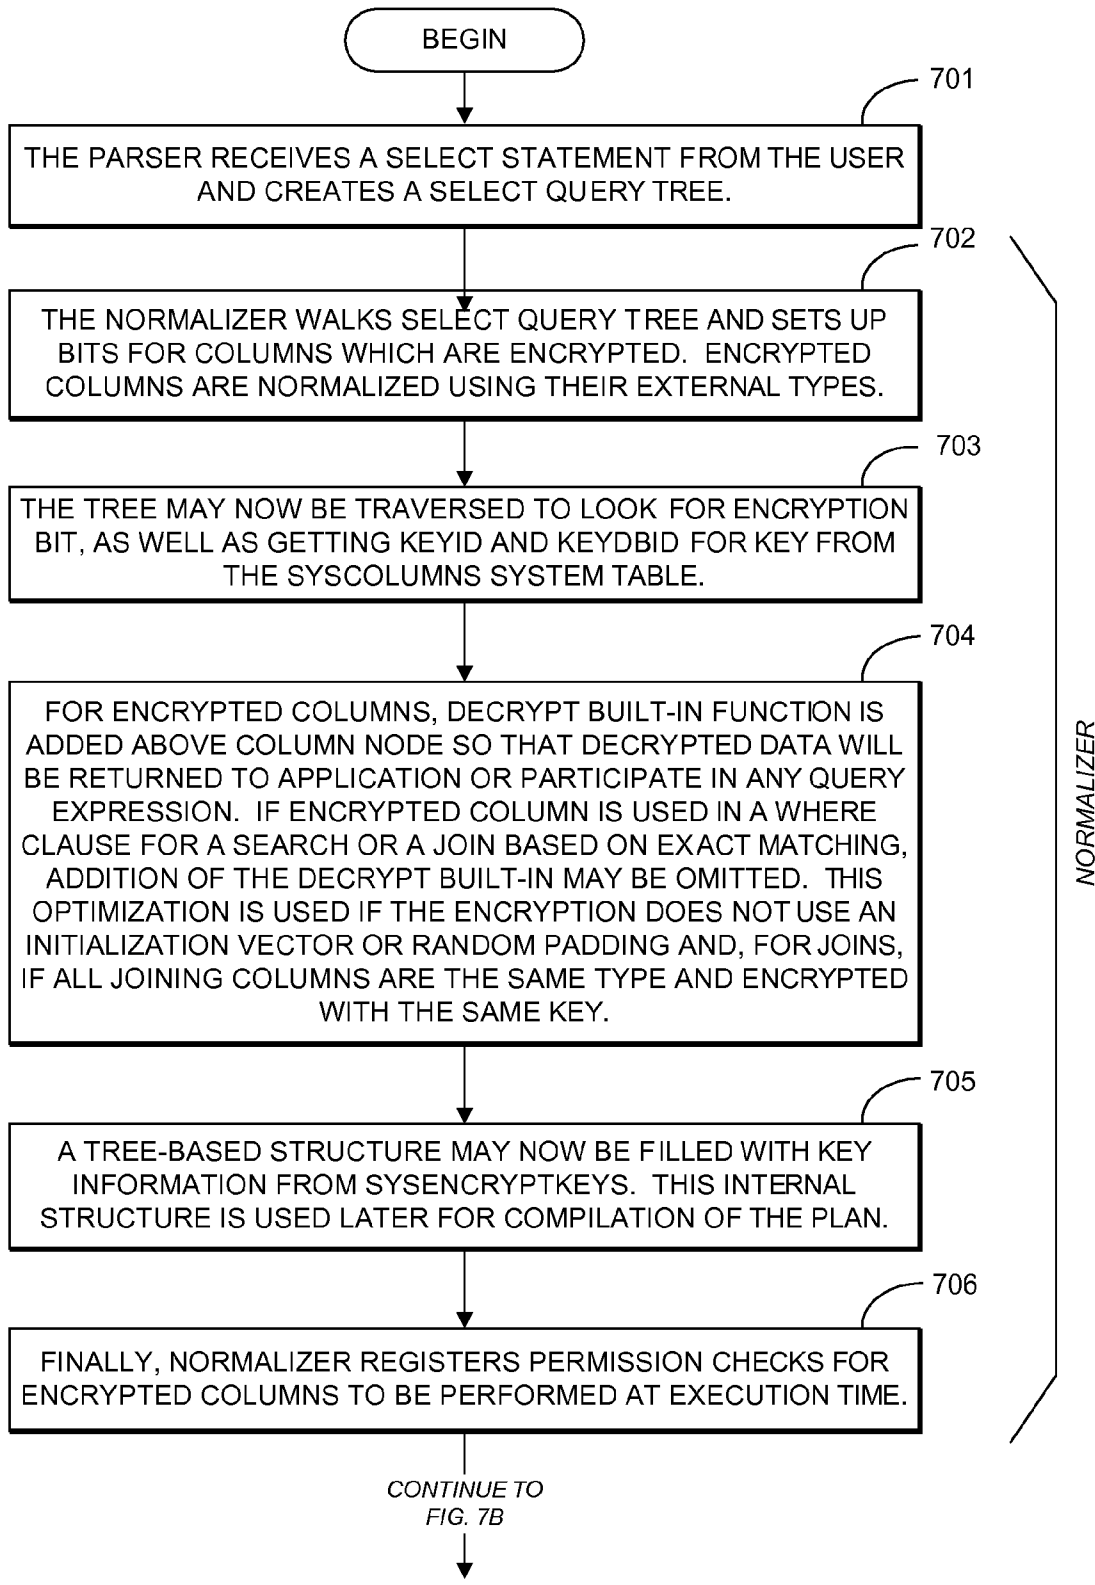 BEGIN
701
THE PARSER RECEIVES A SELECT STATEMENT FROM THE USER
AND CREATES A SELECT QUERY TREE.
702
THE NORMALIZER WALKS SELECT QUERY TREE AND SETS UP
BITS FOR COLUMNS WHICH ARE ENCRYPTED. ENCRYPTED
COLUMNS ARE NORMALIZED USING THEIR EXTERNAL TYPES.
703
THE TREE MAY NOW BE TRAVERSED TO LOOK FOR ENCRYPTION
BIT, AS WELL AS GETTING KEYID AND KEYDBID FOR KEY FROM
THE SYSCOLUMNS SYSTEM TABLE.
704
FOR ENCRYPTED COLUMNS, DECRYPT BUILT-IN FUNCTION IS
ADDED ABOVE COLUMN NODE SO THAT DECRYPTED DATA WILL
BE RETURNED TO APPLICATION OR PARTICIPATE IN ANY QUERY
EXPRESSION. IF ENCRYPTED COLUMN IS USED IN A WHERE
CLAUSE FOR A SEARCH OR A JOIN BASED ON EXACT MATCHING,
ADDITION OF THE DECRYPT BUILT-IN MAY BE OMITTED. THIS
OPTIMIZATION IS USED IF THE ENCRYPTION DOES NOT USE AN
INITIALIZATION VECTOR OR RANDOM PADDING AND, FOR JOINS,
IF ALL JOINING COLUMNS ARE THE SAME TYPE AND ENCRYPTED
WITH THE SAME KEY.
705
A TREE-BASED STRUCTURE MAY NOW BE FILLED WITH KEY
INFORMATION FROM SYSENCRYPTKEYS. THIS INTERNAL
STRUCTURE IS USED LATER FOR COMPILATION OF THE PLAN.
706
FINALLY, NORMALIZER REGISTERS PERMISSION CHECKS FOR
ENCRYPTED COLUMNS TO BE PERFORMED AT EXECUTION TIME.
NORMALIZER
CONTINUE TO
FIG. 7B